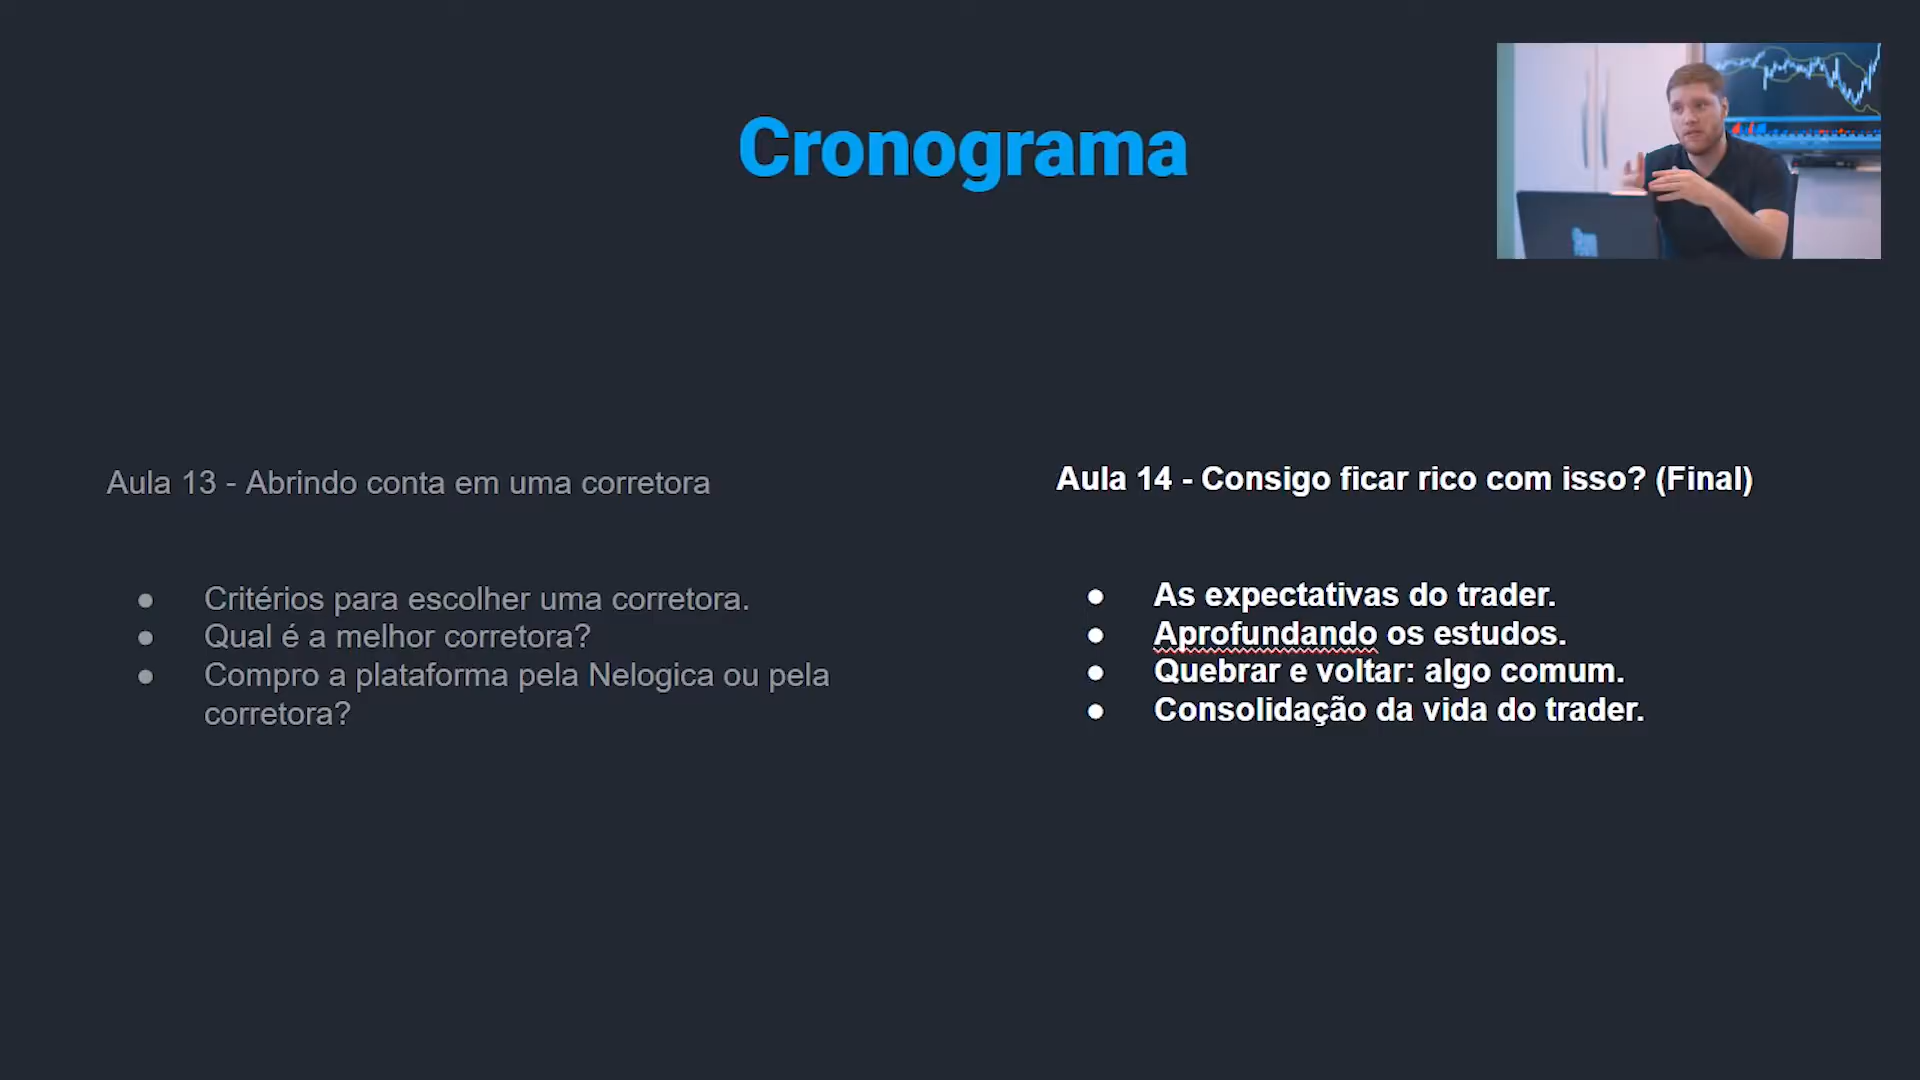 Cronograma
Aula 13 - Abrindo conta em uma corretora
● Critérios para escolher uma corretora.
● Qual é a melhor corretora?
● Compro a plataforma pela Nelogica ou pela
corretora?
Aula 14 - Consigo ficar rico com isso? (Final)
● As expectativas do trader.
● Aprofundando os estudos.
● Quebrar e voltar: algo comum.
● Consolidação da vida do trader.